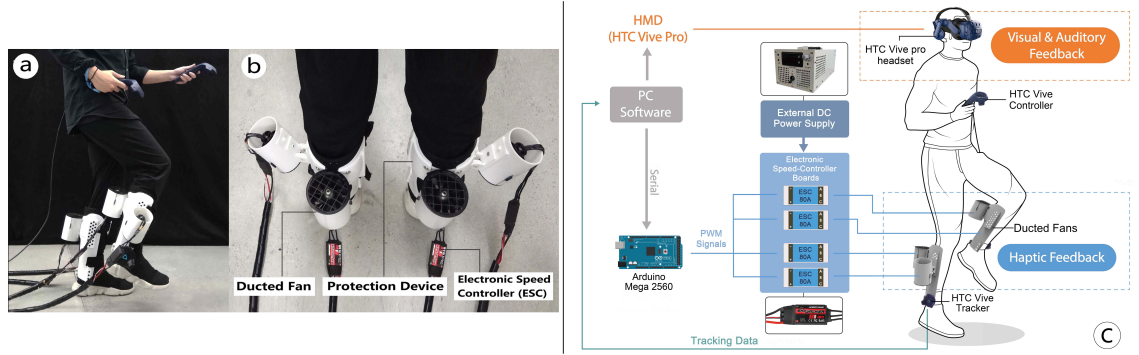 a
b
Ducted Fan
Protection Device
Electronic Speed
Controller (ESC)
HMD
(HTC Vive Pro)
PC
Software
Serial
Arduino
Mega 2560
PWM
Signals
External DC
Power Supply
Electronic
Speed-Controller
Boards
ESC
80A
ESC
80A
ESC
80A
ESC
80A
Tracking Data
HTC Vive pro
headset
Visual & Auditory
Feedback
HTC Vive
Controller
Ducted Fans
Haptic Feedback
HTC Vive
Tracker
C